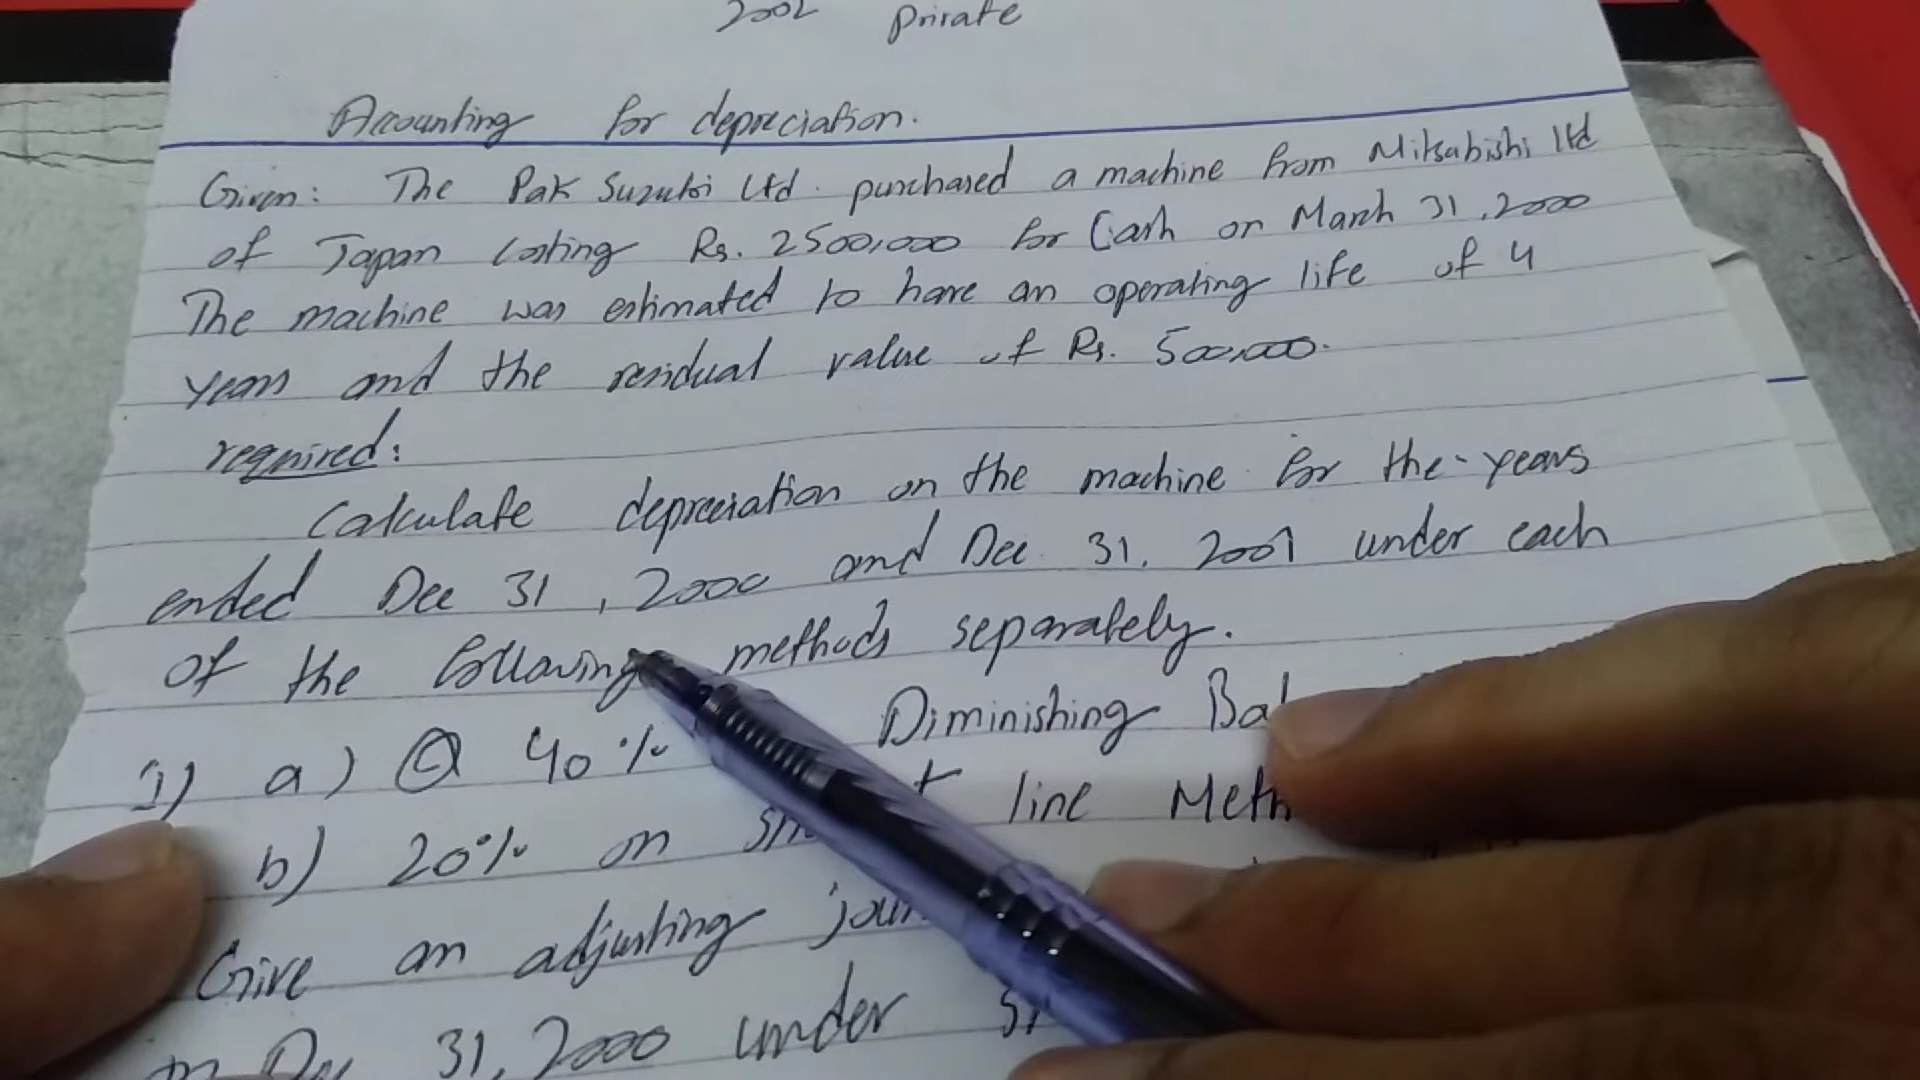 2002 private
Accounting for depreciation.
Given: The Pak Suzuki Ltd. purchased a machine from Mitsabishi ltd
of Japan costing Rs. 2500,000 for Cash on March 31, 2000
The machine was estimated to have an operating life of 4
years and the residual value of Rs. 500,000.
required:
Calculate depreciation on the machine for the years
ended Dec 31, 2000 and Dec 31, 2001 under each
of the following methods separately.
1) a) @ 40% Diminishing Bal
b) 20% on line Meth
Give an adjusting jour
31, 2000 under